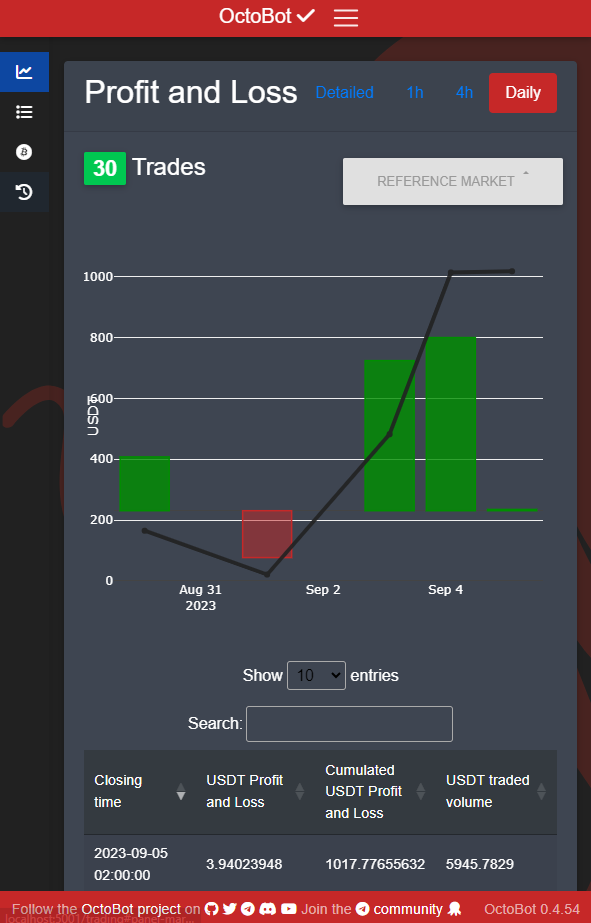 OctoBot
Profit and Loss
Detailed
1h
4h
Daily
30 Trades
REFERENCE MARKET
1000
800
600
400
200
0
USDT
Aug 31
2023
Sep 2
Sep 4
Show 10 entries
Search:
Closing time
USDT Profit and Loss
Cumulated USDT Profit and Loss
USDT traded volume
2023-09-05 02:00:00
3.94023948
1017.77655632
5945.7829
Follow the OctoBot project on
Join the community
OctoBot 0.4.54
localhost:5001/trading#panel-mar...